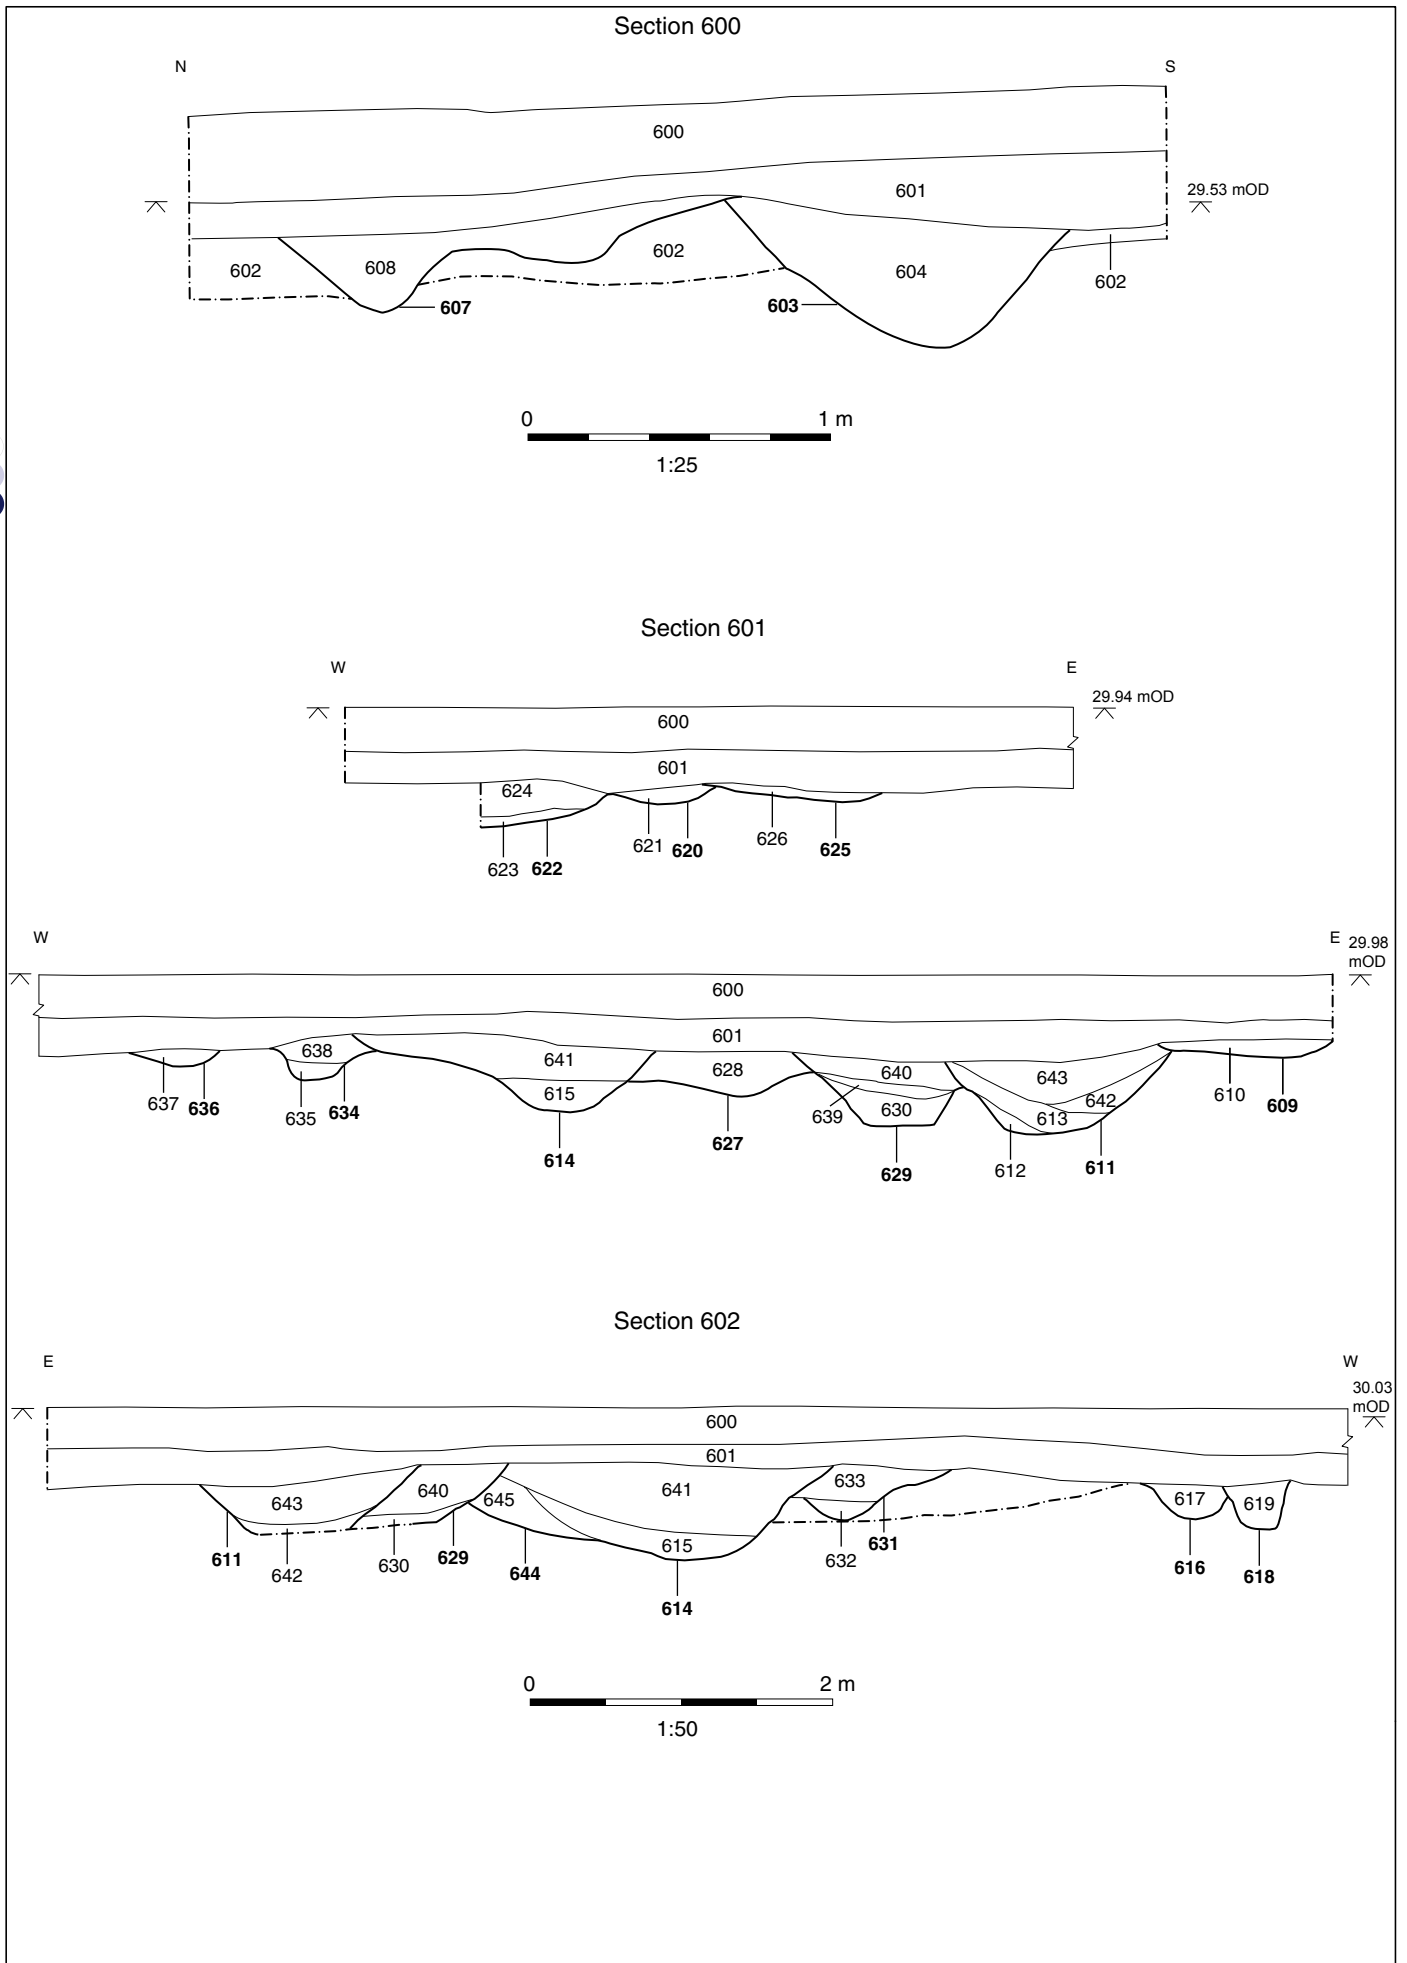 Section 600
N S
600
601
29.53 mOD
602 608 602 604 602
607 603
0 1 m
1:25
Section 601
W E
29.94 mOD
600
601
624
621 620 626 625
623 622
W E 29.98
mOD
600
601
638 641 628 640 643
637 636 635 634 615 639 630 613 642 610 609
614 627 629 612 611
Section 602
E W
30.03
mOD
600
601
643 640 645 641 633 617 619
611 642 630 629 644 615 632 631 616 618
614
0 2 m
1:50